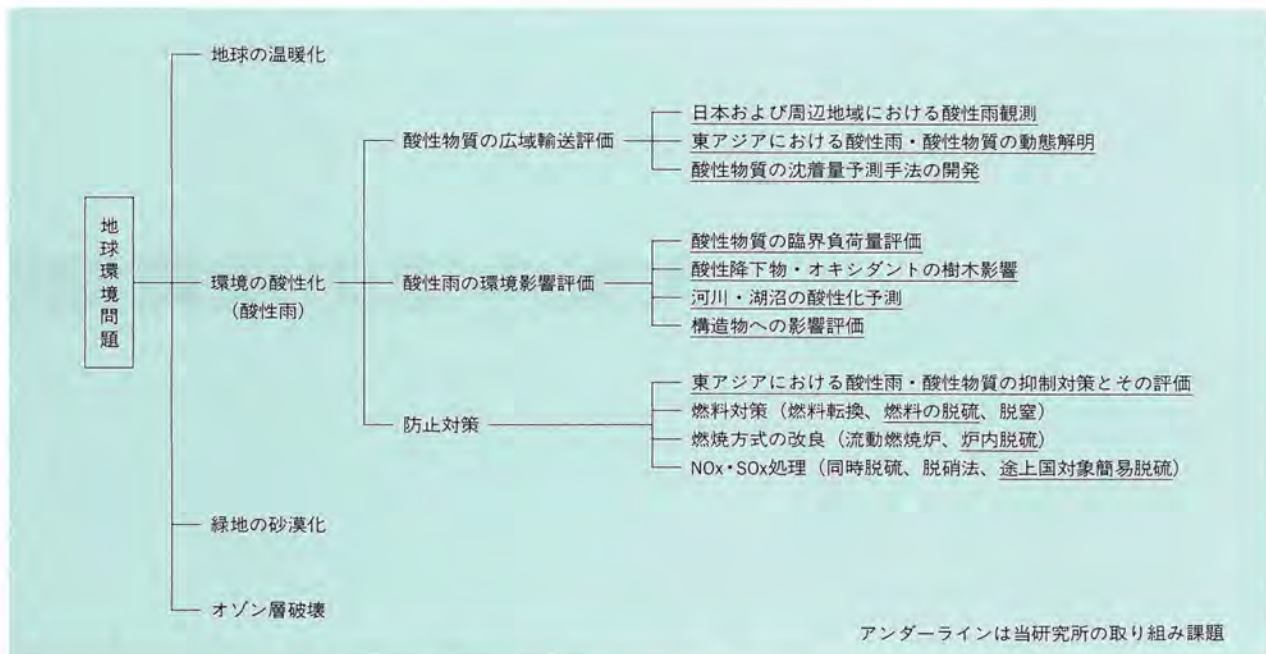 地球環境問題
地球の温暖化
環境の酸性化
（酸性雨）
酸性物質の広域輸送評価
日本および周辺地域における酸性雨観測
東アジアにおける酸性雨・酸性物質の動態解明
酸性物質の沈着量予測手法の開発
酸性雨の環境影響評価
酸性物質の臨界負荷量評価
酸性降下物・オキシダントの樹木影響
河川・湖沼の酸性化予測
構造物への影響評価
防止対策
東アジアにおける酸性雨・酸性物質の抑制対策とその評価
燃料対策（燃料転換、燃料の脱硫、脱窒）
燃焼方式の改良（流動燃焼炉、炉内脱硫）
NOx・SOx処理（同時脱硫、脱硝法、途上国対象簡易脱硫）
緑地の砂漠化
オゾン層破壊
アンダーラインは当研究所の取り組み課題